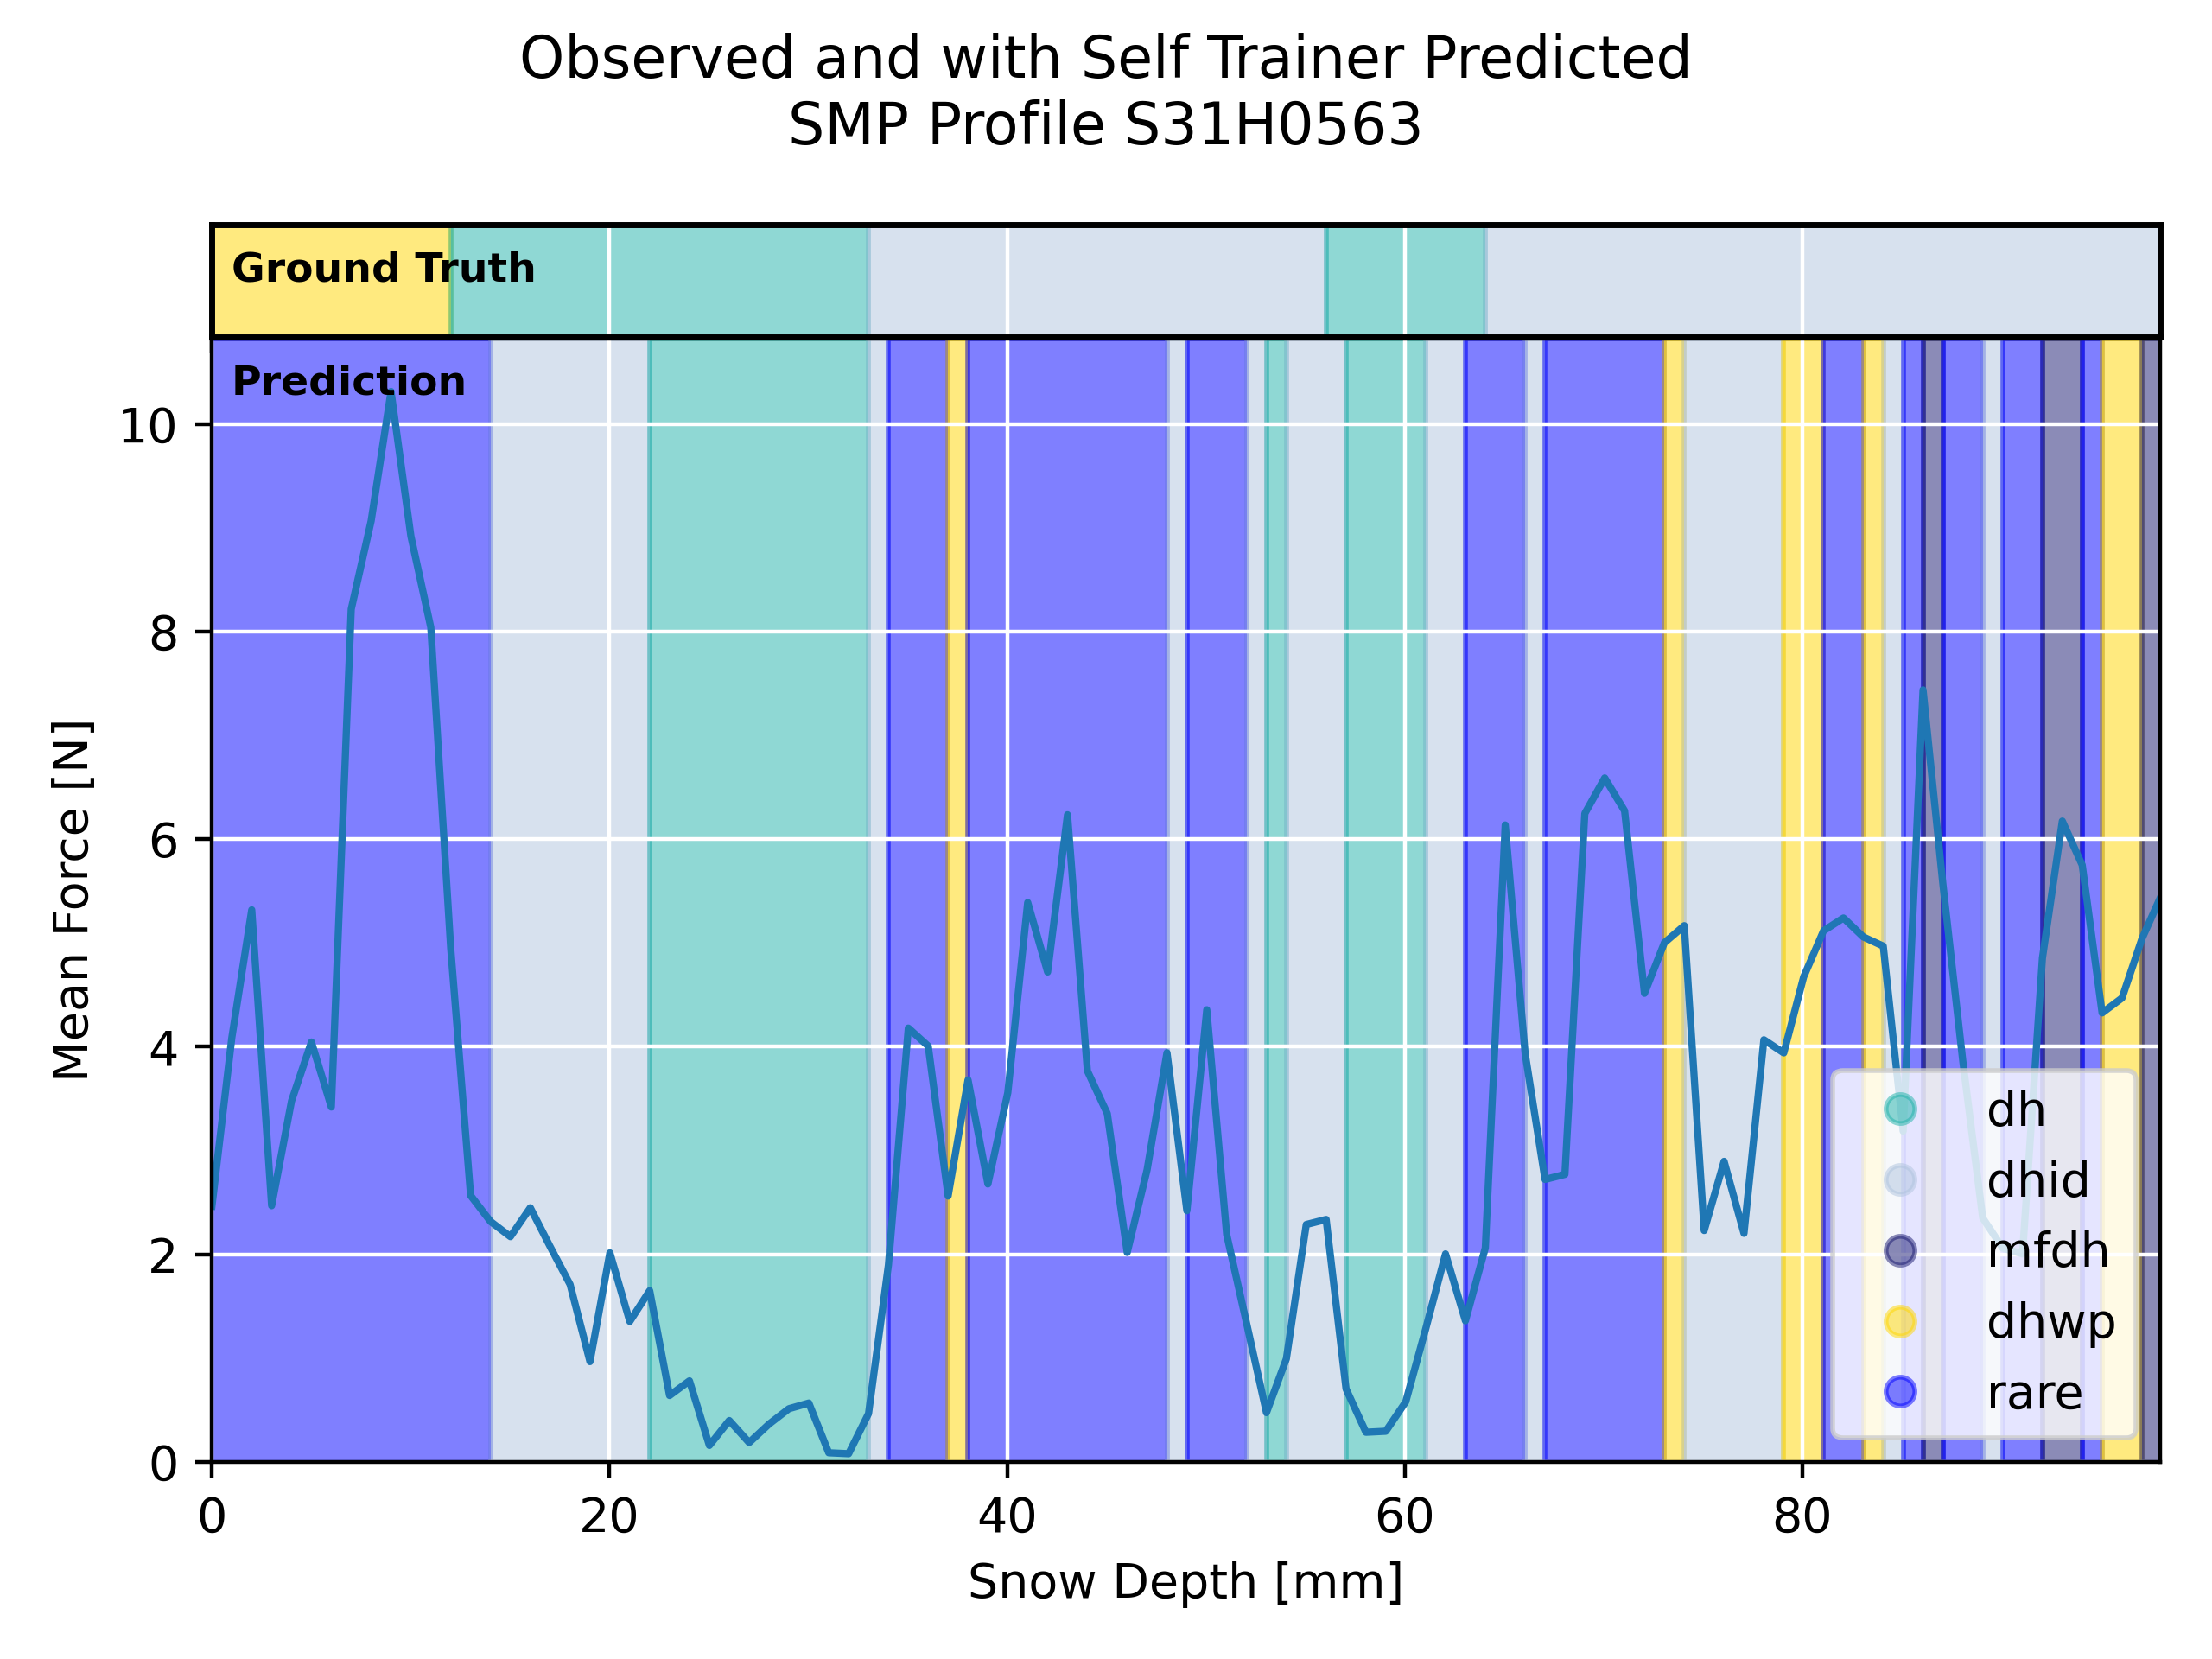 Observed and with Self Trainer Predicted
SMP Profile S31H0563
Ground Truth
Prediction
10
8
6
4
2
0
Mean Force [N]
0 20 40 60 80
Snow Depth [mm]
dh
dhid
mfdh
dhwp
rare